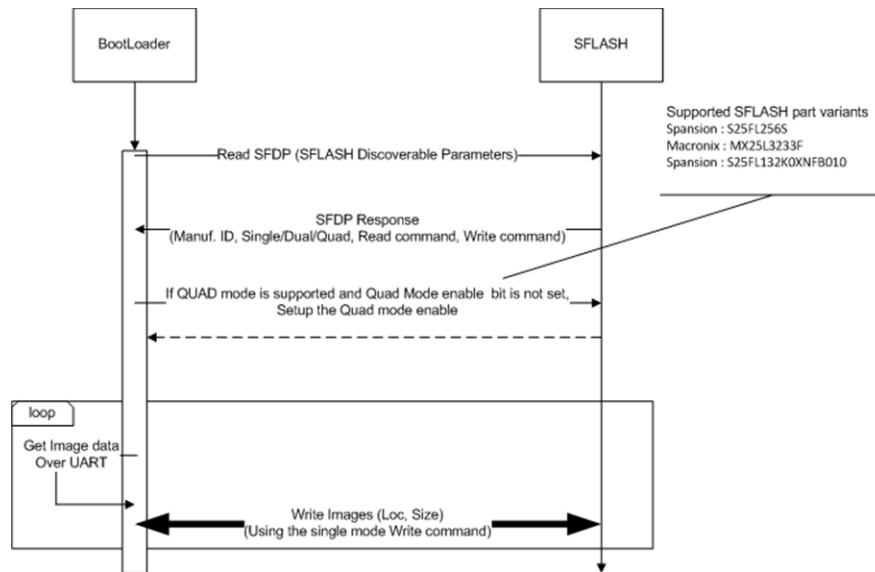 BootLoader
SFLASH
Supported SFLASH part variants
Spansion : S25FL256S
Macronix : MX25L3233F
Spansion : S25FL132K0XNFB010
Read SFDP (SFLASH Discoverable Parameters)
SFDP Response
(Manuf. ID, Single/Dual/Quad, Read command, Write command)
If QUAD mode is supported and Quad Mode enable bit is not set,
Setup the Quad mode enable
loop
Get Image data
Over UART
Write Images (Loc, Size)
(Using the single mode Write command)